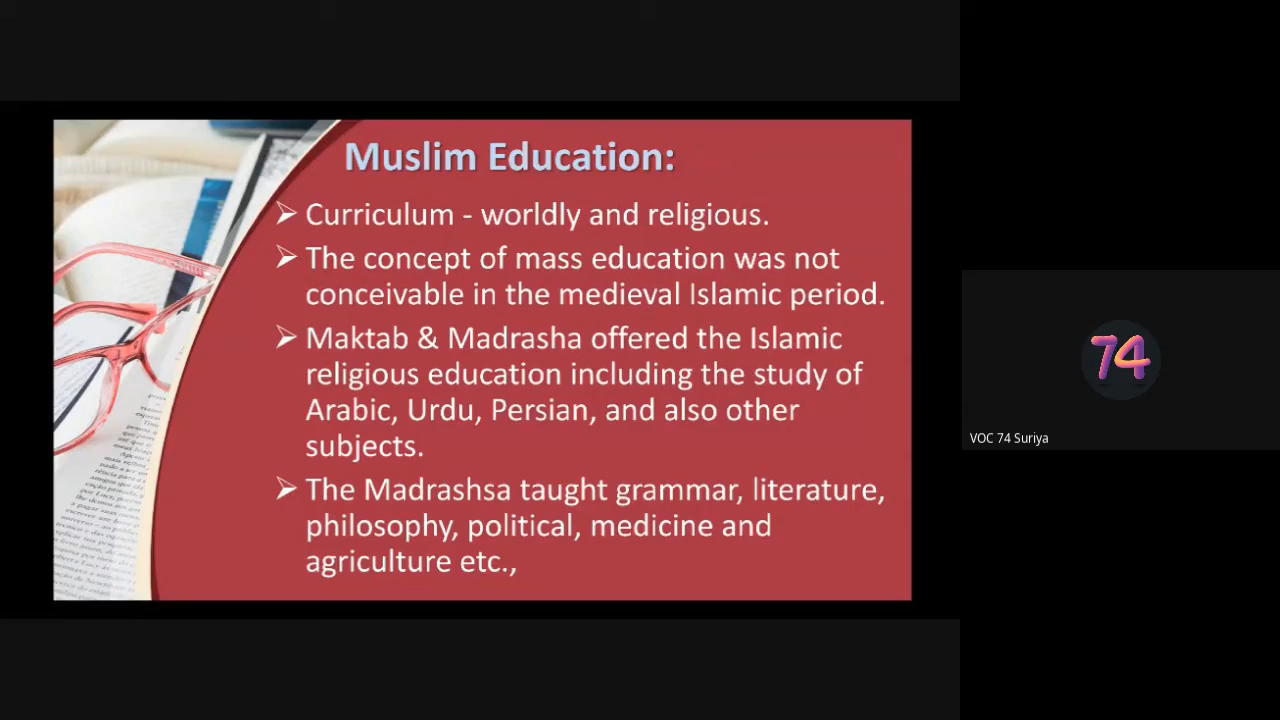 Muslim Education:
➢ Curriculum - worldly and religious.
➢ The concept of mass education was not
conceivable in the medieval Islamic period.
➢ Maktab & Madrasha offered the Islamic
religious education including the study of
Arabic, Urdu, Persian, and also other
subjects.
➢ The Madrashsa taught grammar, literature,
philosophy, political, medicine and
agriculture etc.,
74
VOC 74 Suriya